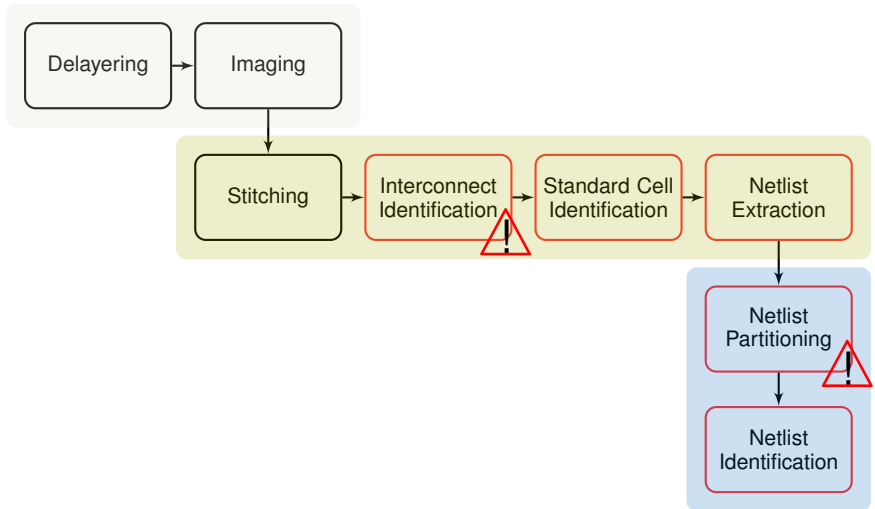 Delayering
Imaging
Stitching
Interconnect
Identification
Standard Cell
Identification
Netlist
Extraction
!
Netlist
Partitioning
!
Netlist
Identification